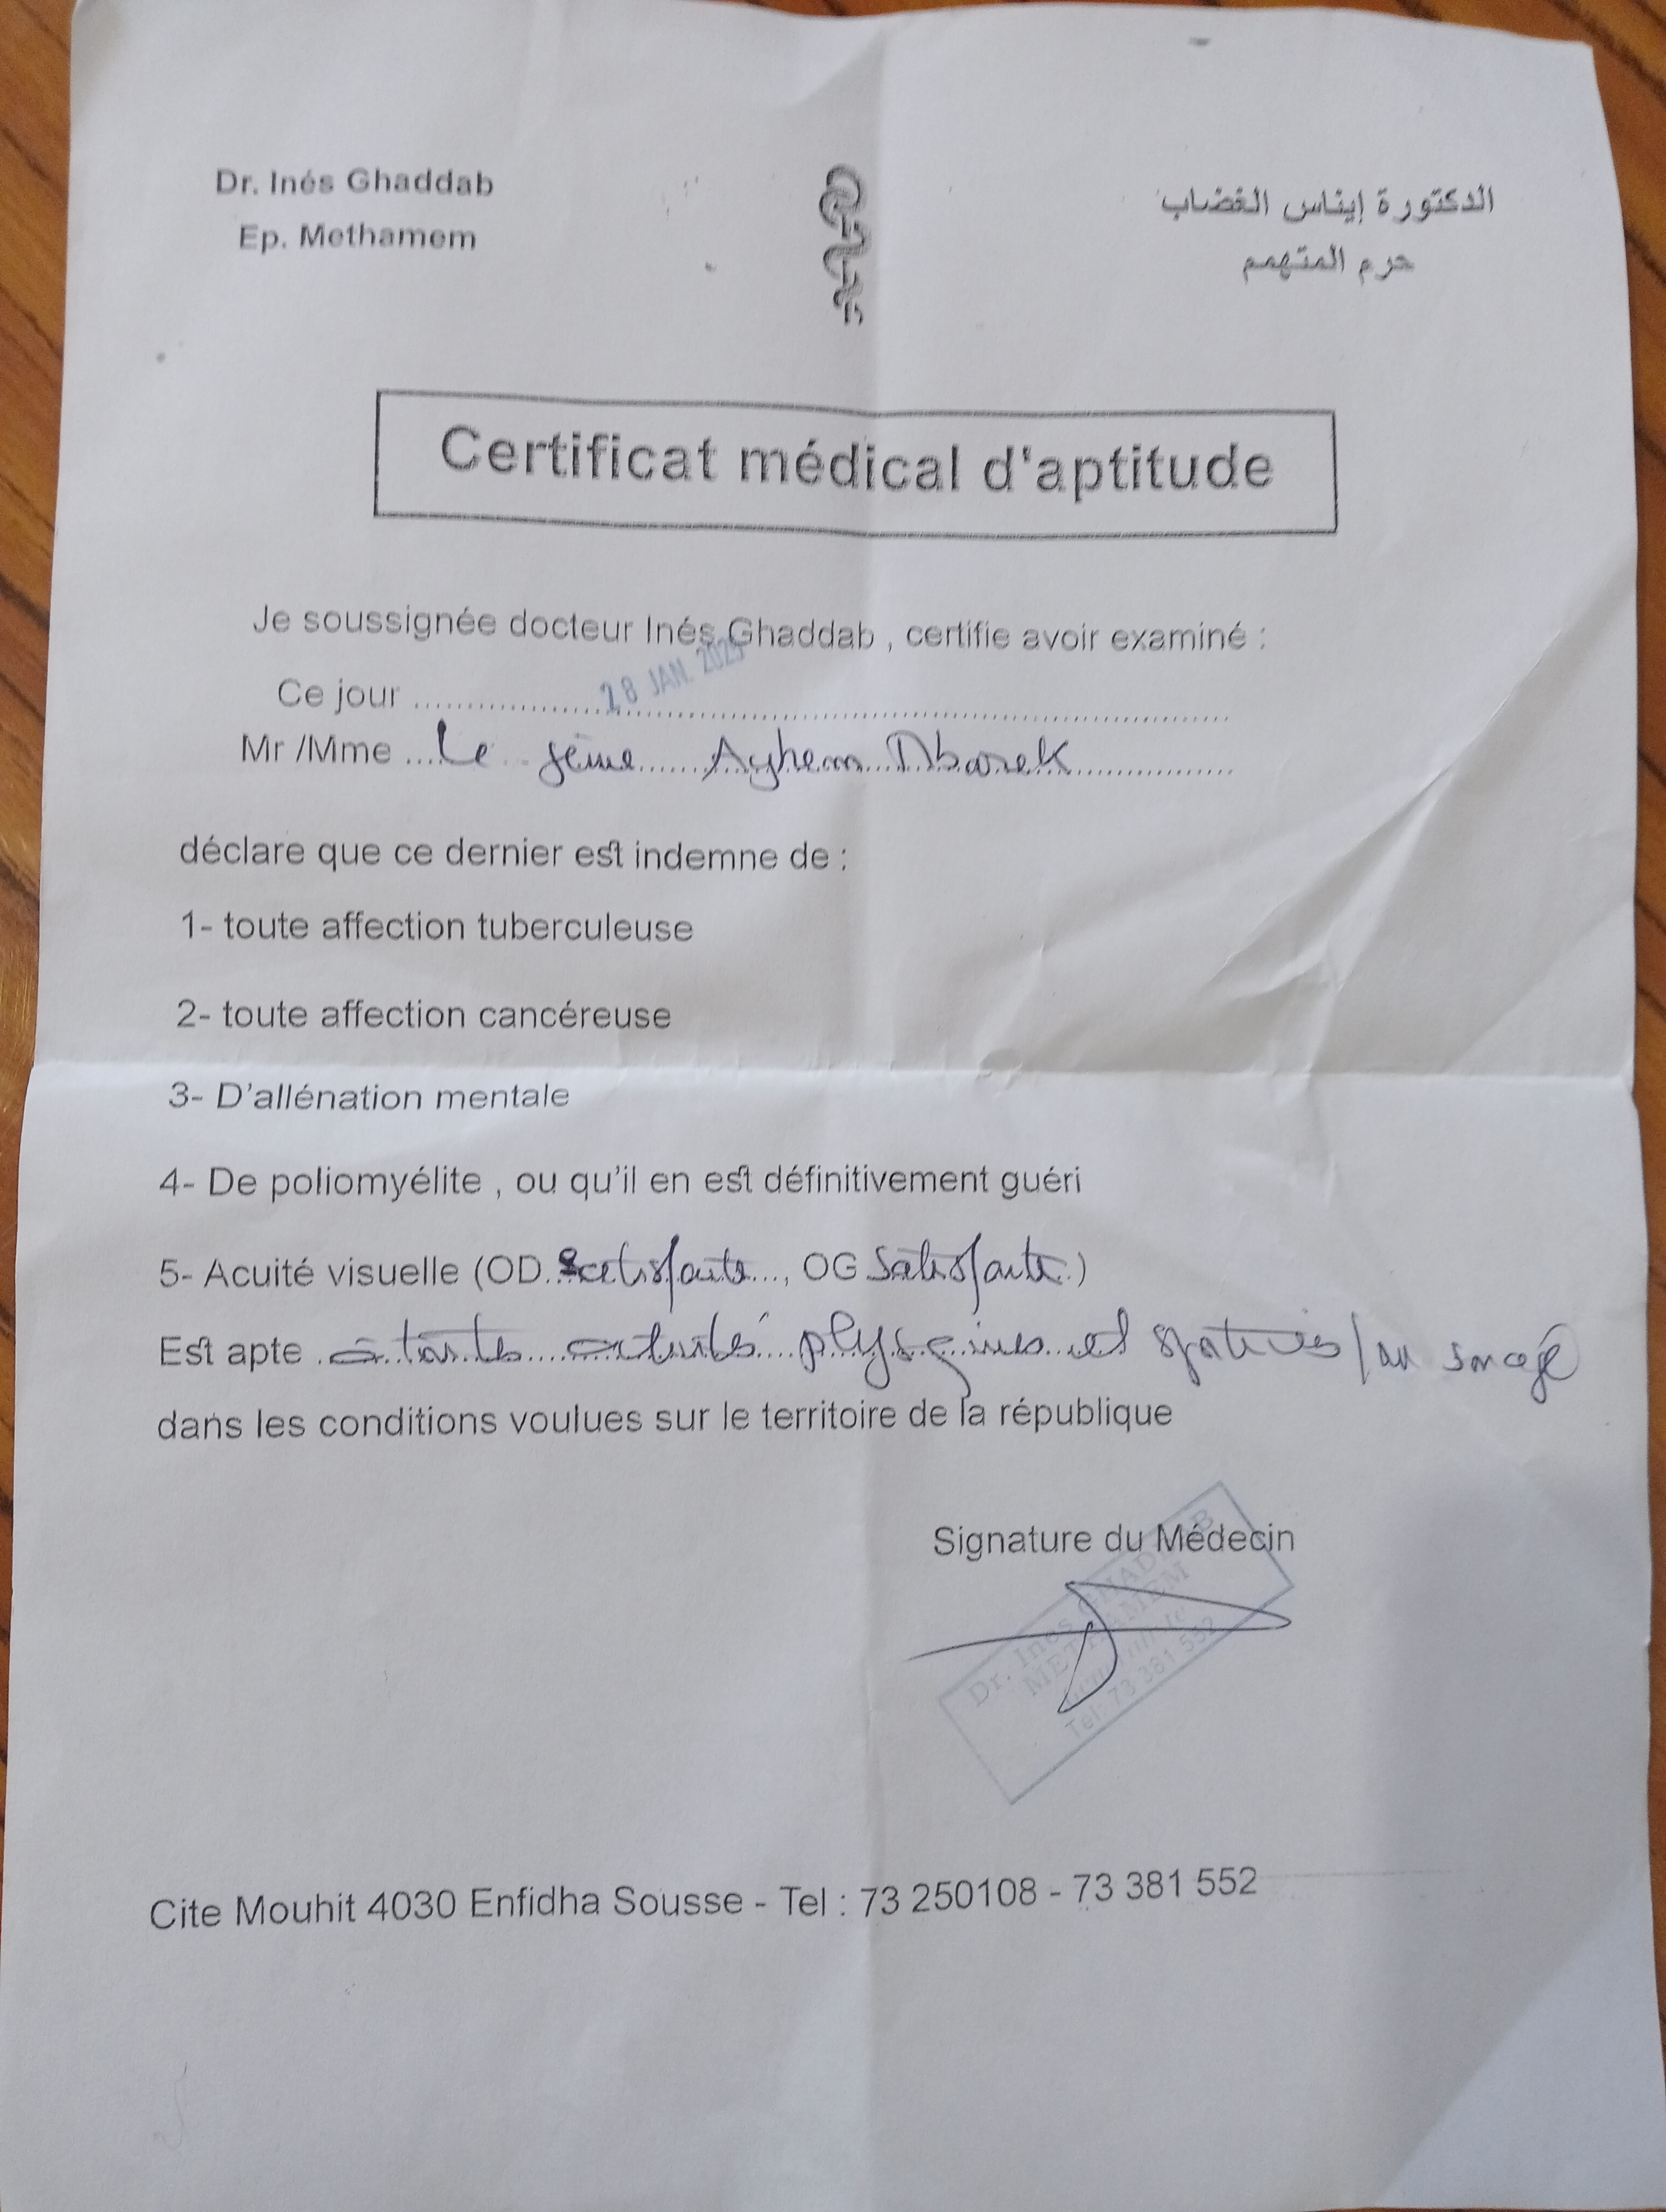 Dr. Inés Ghaddab
Ep. Methamem
الدكتورة إيناس الغضاب
حرم المتهمم
Certificat médical d'aptitude
Je soussignée docteur Inés Ghaddab , certifie avoir examiné :
Ce jour 28 JAN. 2025
Mr /Mme Le jeune Ayhem Mbarek
déclare que ce dernier est indemne de :
1- toute affection tuberculeuse
2- toute affection cancéreuse
3- D'allénation mentale
4- De poliomyélite , ou qu'il en est définitivement guéri
5- Acuité visuelle (OD. Satisfaite , OG Satisfaite )
Est apte à toutes activités physiques et sportives / au
dans les conditions voulues sur le territoire de la république
Signature du Médecin
Dr. Inés GHADDAB
METHAMEM
Tel: 73 381 552
Cite Mouhit 4030 Enfidha Sousse - Tel : 73 250108 - 73 381 552